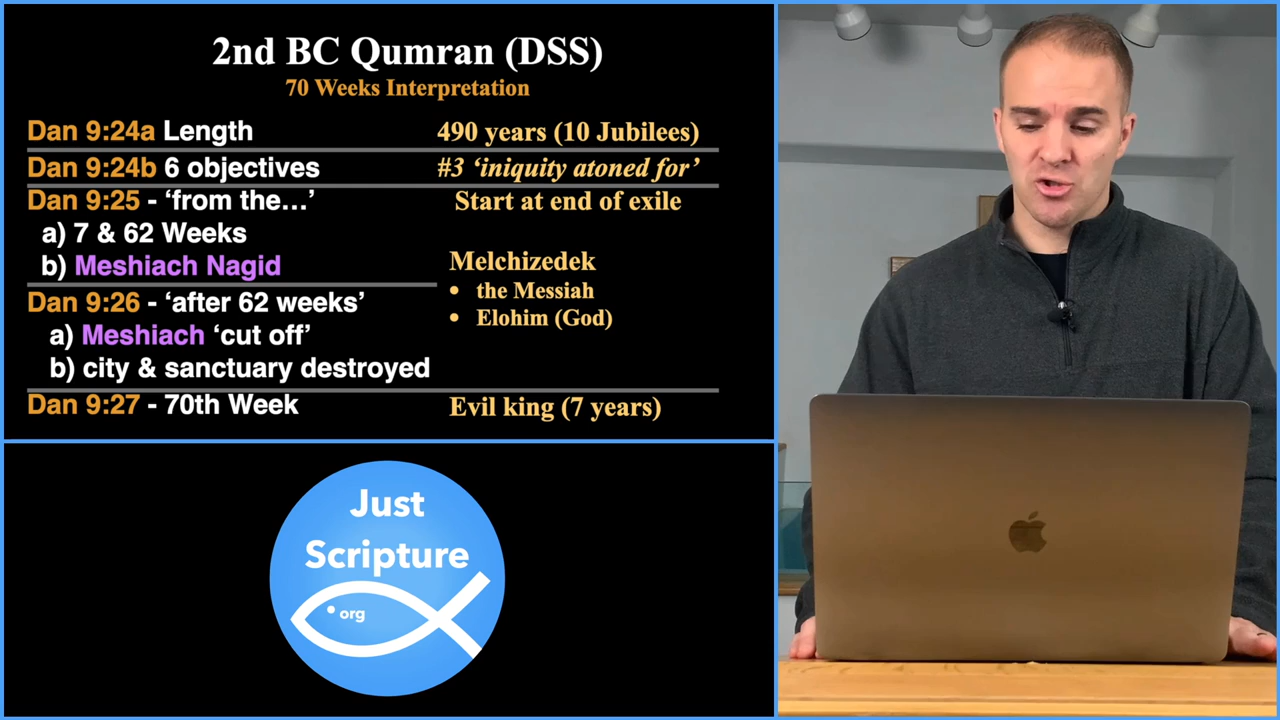 2nd BC Qumran (DSS)
70 Weeks Interpretation
Dan 9:24a Length 490 years (10 Jubilees)
Dan 9:24b 6 objectives #3 ‘iniquity atoned for’
Dan 9:25 - ‘from the…’ Start at end of exile
a) 7 & 62 Weeks
b) Meshiach Nagid
Melchizedek
• the Messiah
• Elohim (God)
Dan 9:26 - ‘after 62 weeks’
a) Meshiach ‘cut off’
b) city & sanctuary destroyed
Dan 9:27 - 70th Week Evil king (7 years)
Just
Scripture
org